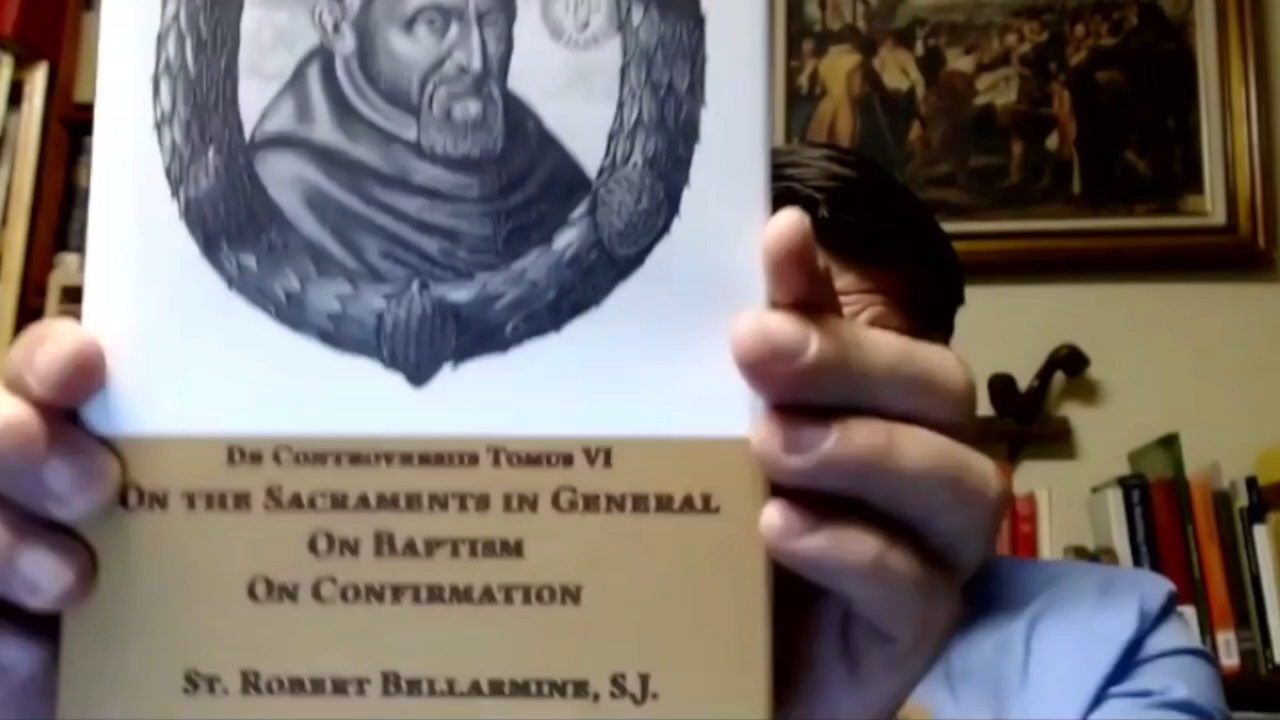 De Controversiis Tomus VI
On the Sacraments in General
On Baptism
On Confirmation
St. Robert Bellarmine, S.J.